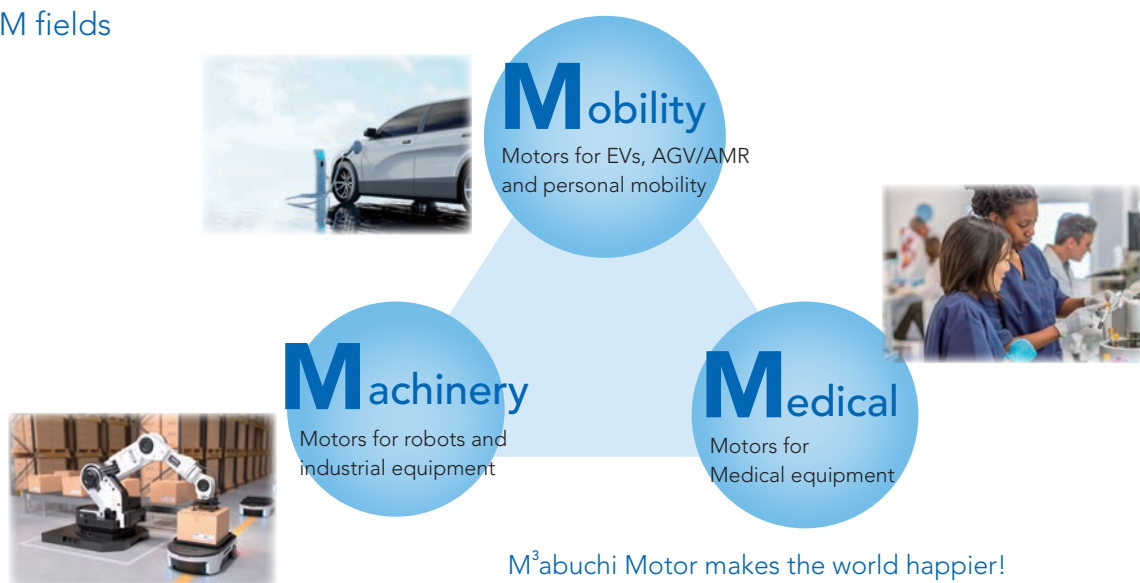 M fields
Mobility
Motors for EVs, AGV/AMR
and personal mobility
Machinery
Motors for robots and
industrial equipment
Medical
Motors for
Medical equipment
M³abuchi Motor makes the world happier!